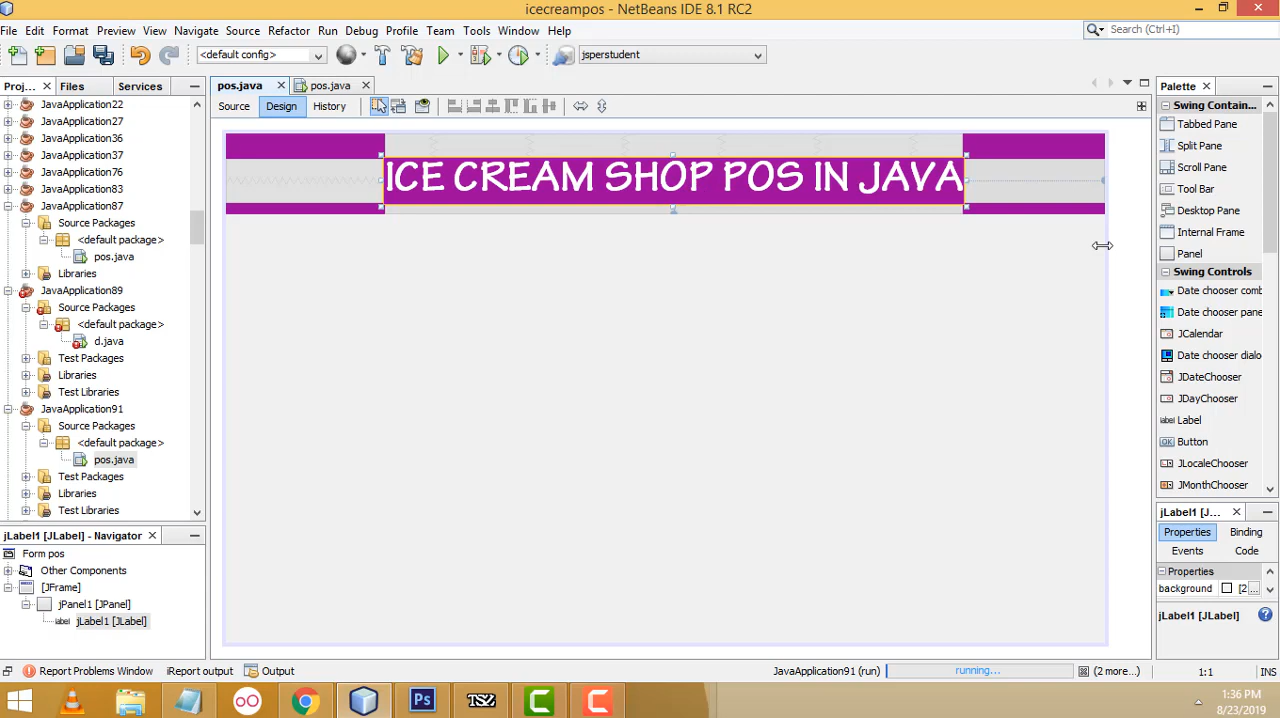 icecreampos - NetBeans IDE 8.1 RC2
File Edit Format Preview View Navigate Source Refactor Run Debug Profile Team Tools Window Help
Search (Ctrl+I)
<default config>
jsperstudent
Proj... Files Services
pos.java pos.java
Palette
Source Design History
Swing Contain...
Tabbed Pane
Split Pane
Scroll Pane
Tool Bar
Desktop Pane
Internal Frame
Panel
Swing Controls
Date chooser comb
Date chooser pane
JCalendar
Date chooser dialo
JDateChooser
JDayChooser
Label
OK Button
JLocaleChooser
JMonthChooser
JavaApplication22
JavaApplication27
JavaApplication36
JavaApplication37
JavaApplication76
JavaApplication83
JavaApplication87
Source Packages
<default package>
pos.java
Libraries
JavaApplication89
Source Packages
<default package>
d.java
Test Packages
Libraries
Test Libraries
JavaApplication91
Source Packages
<default package>
pos.java
Test Packages
Libraries
Test Libraries
ICE CREAM SHOP POS IN JAVA
jLabel1 [JLabel] - Navigator
Form pos
Other Components
[JFrame]
jPanel1 [JPanel]
label jLabel1 [JLabel]
jLabel1 [J...
Properties Binding
Events Code
Properties
background [2 ...
jLabel1 [JLabel]
Report Problems Window iReport output Output
JavaApplication91 (run) running... (2 more...) 1:1 INS
Ps
TS2
C
C
1:36 PM
8/23/2019